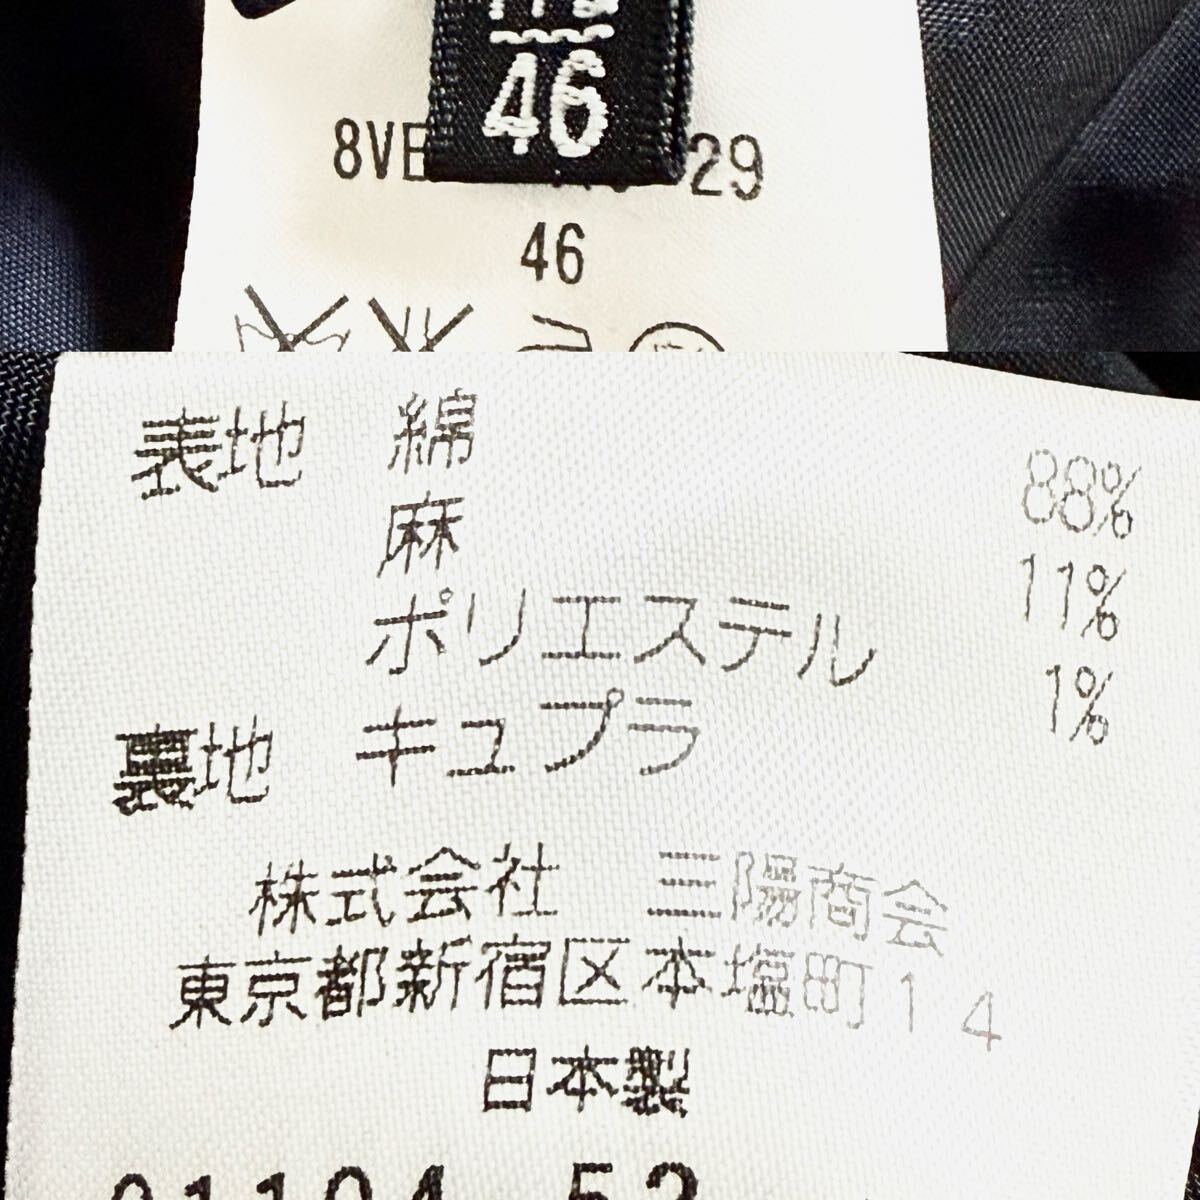 46
8VE 29
46
表地 綿 88%
麻 11%
ポリエステル 1%
裏地 キュプラ
株式会社 三陽商会
東京都新宿区本塩町14
日本製